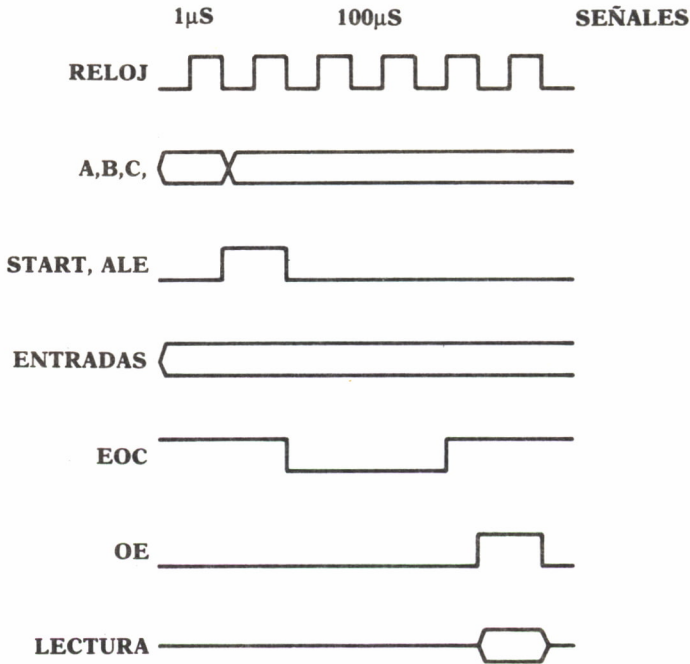 1µS 100µS SEÑALES
RELOJ
A,B,C,
START, ALE
ENTRADAS
EOC
OE
LECTURA